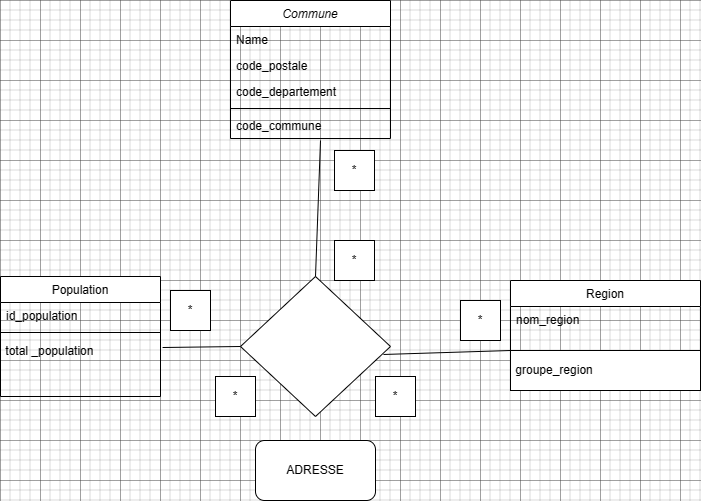 Commune
Name
code_postale
code_departement
code_commune
*
*
Population
id_population
total _population
*
*
Region
nom_region
groupe_region
*
*
ADRESSE